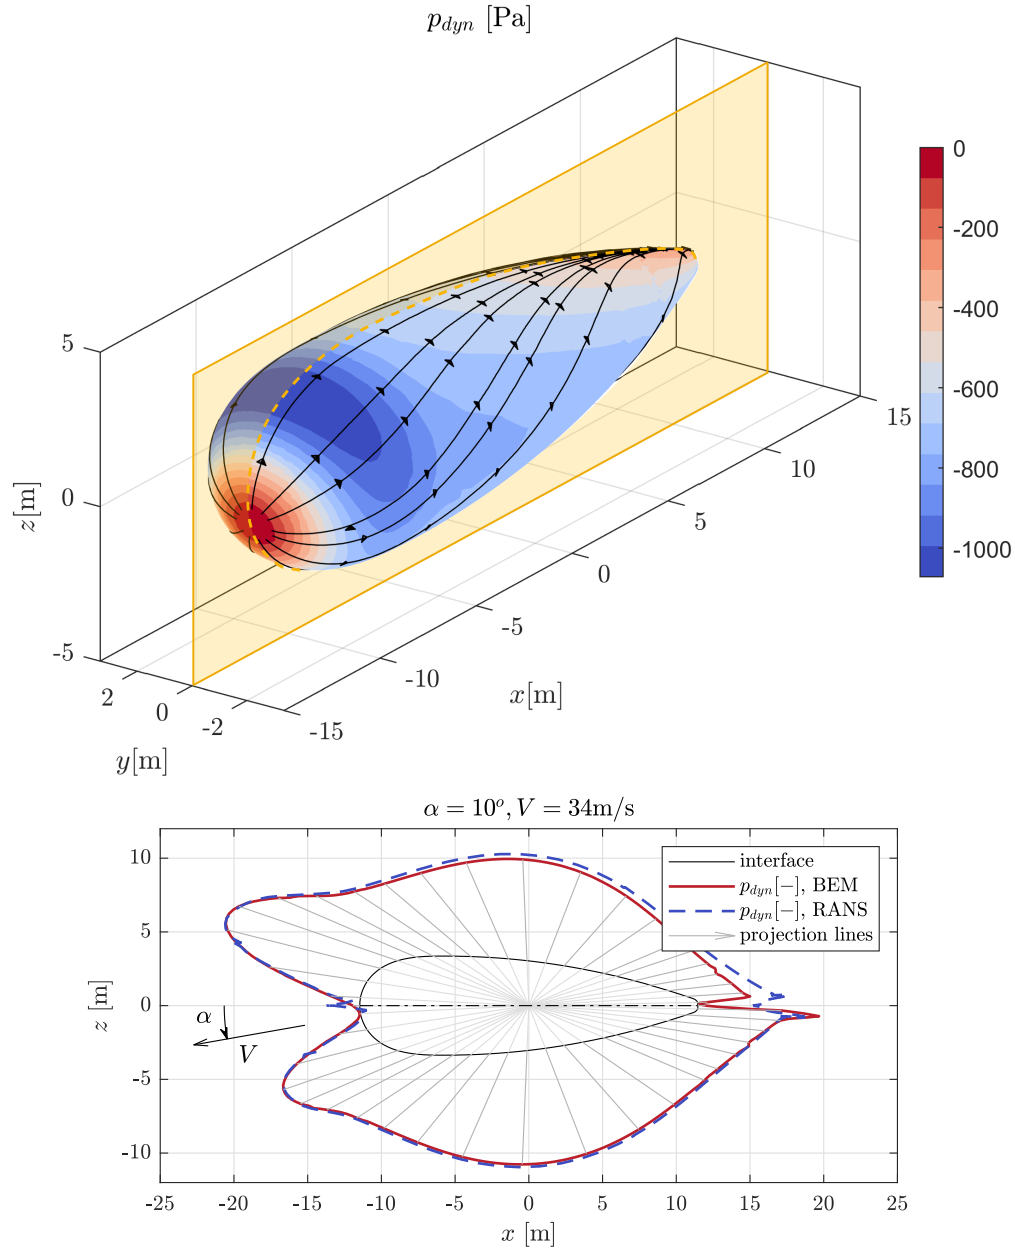 p_dyn [Pa]
0
-200
-400
-600
-800
-1000
5
0
-5
z[m]
2
0
-2
y[m]
-15
-10
-5
0
5
10
15
x[m]
α = 10°, V = 34m/s
interface
p_dyn[−], BEM
p_dyn[−], RANS
projection lines
10
5
0
-5
-10
z [m]
α
V
-25 -20 -15 -10 -5 0 5 10 15 20 25
x [m]